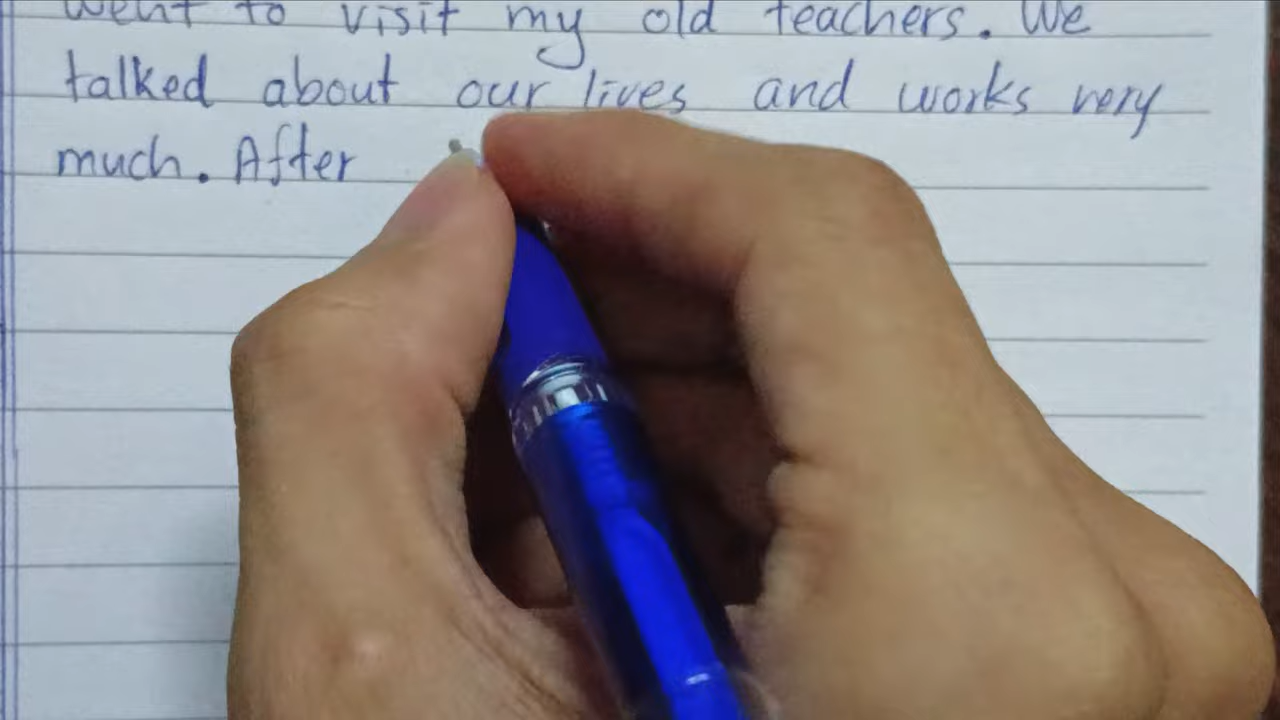 went to visit my old teachers. We
talked about our lives and works very
much. After